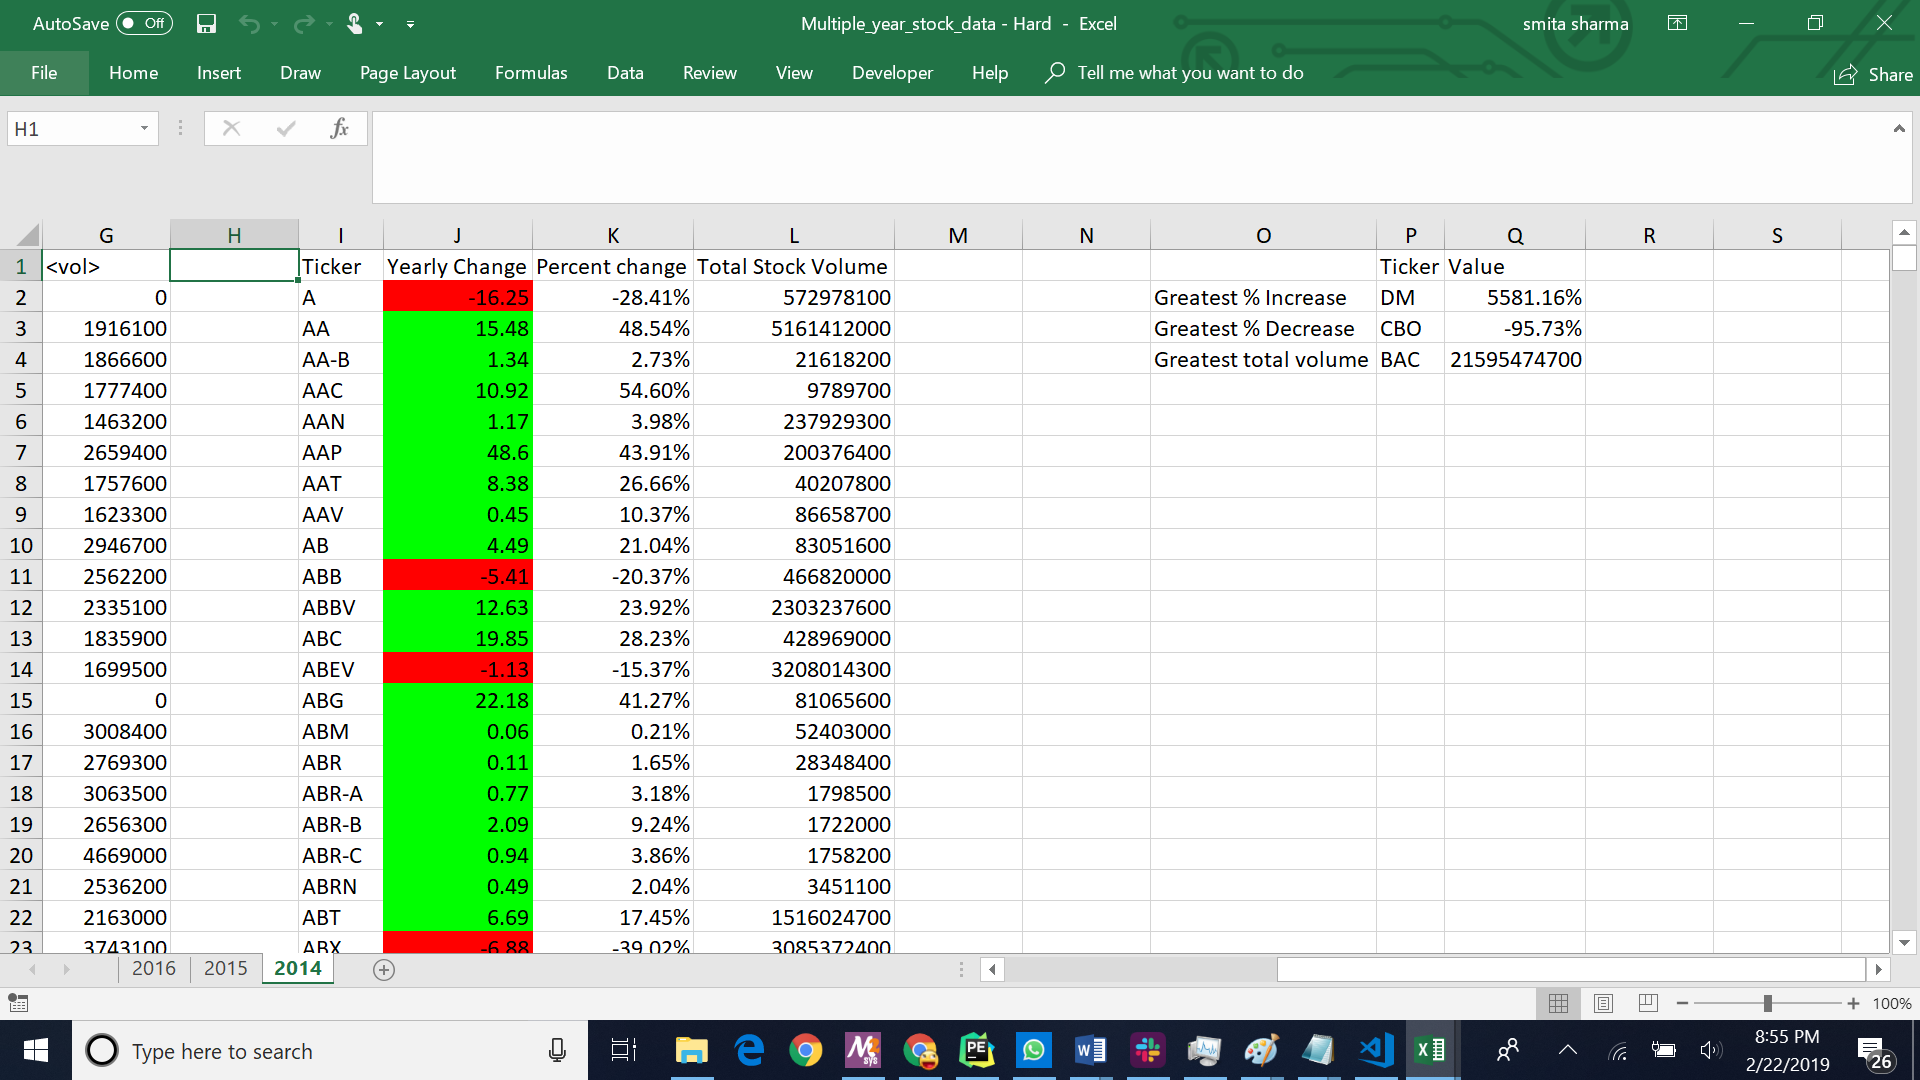 AutoSave Off Multiple_year_stock_data - Hard - Excel smita sharma
File Home Insert Draw Page Layout Formulas Data Review View Developer Help Tell me what you want to do Share
H1 fx
G H I J K L M N O P Q R S
1 <vol> Ticker Yearly Change Percent change Total Stock Volume Ticker Value
2 0 A -16.25 -28.41% 572978100 Greatest % Increase DM 5581.16%
3 1916100 AA 15.48 48.54% 5161412000 Greatest % Decrease CBO -95.73%
4 1866600 AA-B 1.34 2.73% 21618200 Greatest total volume BAC 21595474700
5 1777400 AAC 10.92 54.60% 9789700
6 1463200 AAN 1.17 3.98% 237929300
7 2659400 AAP 48.6 43.91% 200376400
8 1757600 AAT 8.38 26.66% 40207800
9 1623300 AAV 0.45 10.37% 86658700
10 2946700 AB 4.49 21.04% 83051600
11 2562200 ABB -5.41 -20.37% 466820000
12 2335100 ABBV 12.63 23.92% 2303237600
13 1835900 ABC 19.85 28.23% 428969000
14 1699500 ABEV -1.13 -15.37% 3208014300
15 0 ABG 22.18 41.27% 81065600
16 3008400 ABM 0.06 0.21% 52403000
17 2769300 ABR 0.11 1.65% 28348400
18 3063500 ABR-A 0.77 3.18% 1798500
19 2656300 ABR-B 2.09 9.24% 1722000
20 4669000 ABR-C 0.94 3.86% 1758200
21 2536200 ABRN 0.49 2.04% 3451100
22 2163000 ABT 6.69 17.45% 1516024700
23 3743100 ABX -6.88 -39.02% 3085372400
2016 2015 2014
100%
Type here to search
8:55 PM
2/22/2019
26